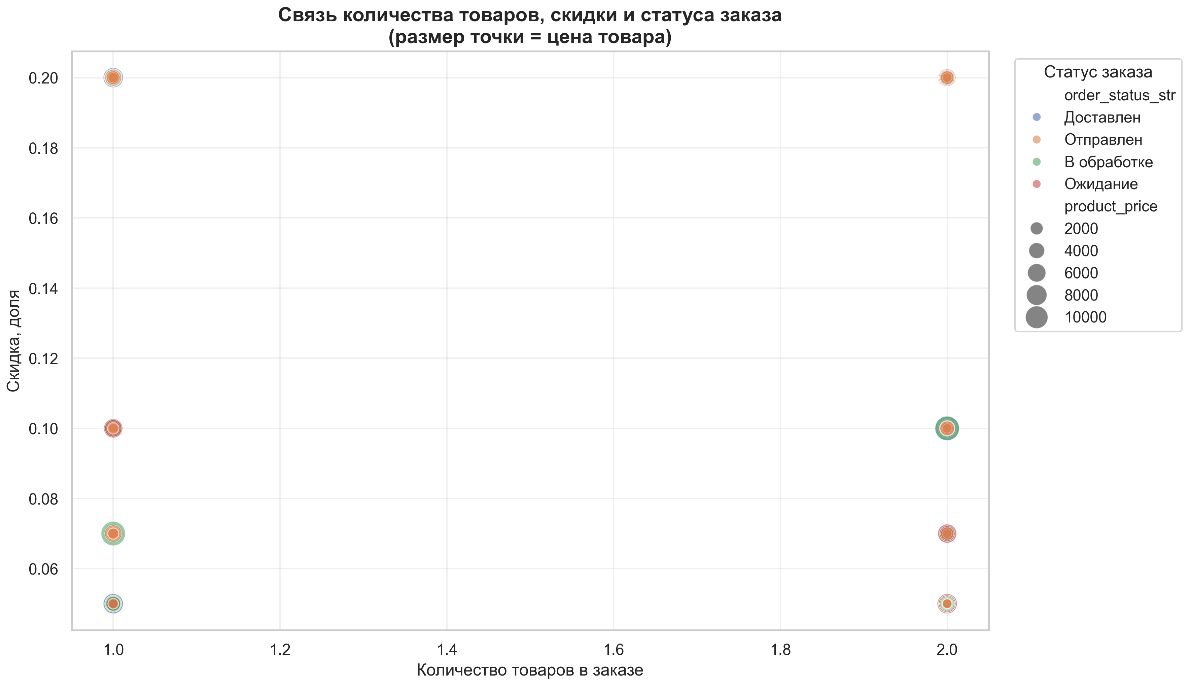 Связь количества товаров, скидки и статуса заказа
(размер точки = цена товара)
Скидка, доля
0.20
0.18
0.16
0.14
0.12
0.10
0.08
0.06
1.0
1.2
1.4
1.6
1.8
2.0
Количество товаров в заказе
Статус заказа
order_status_str
Доставлен
Отправлен
В обработке
Ожидание
product_price
2000
4000
6000
8000
10000